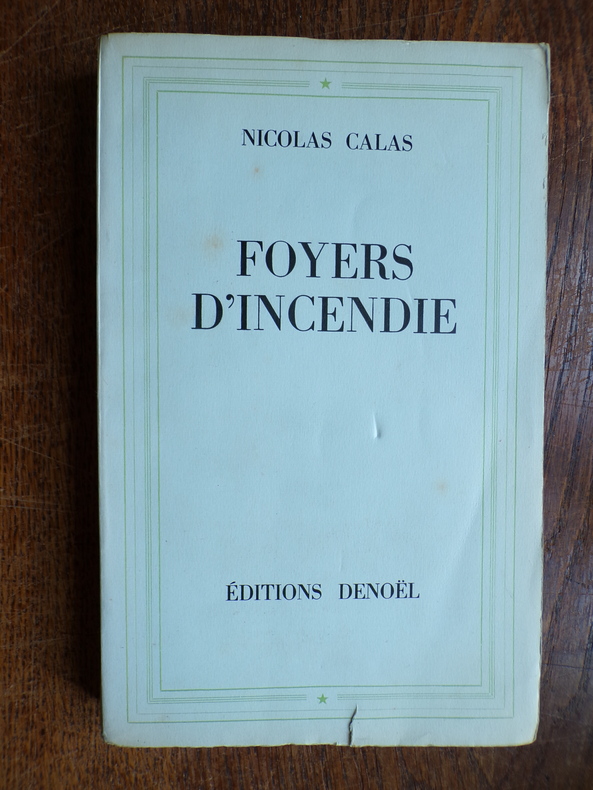 NICOLAS CALAS
FOYERS
D'INCENDIE
ÉDITIONS DENOËL